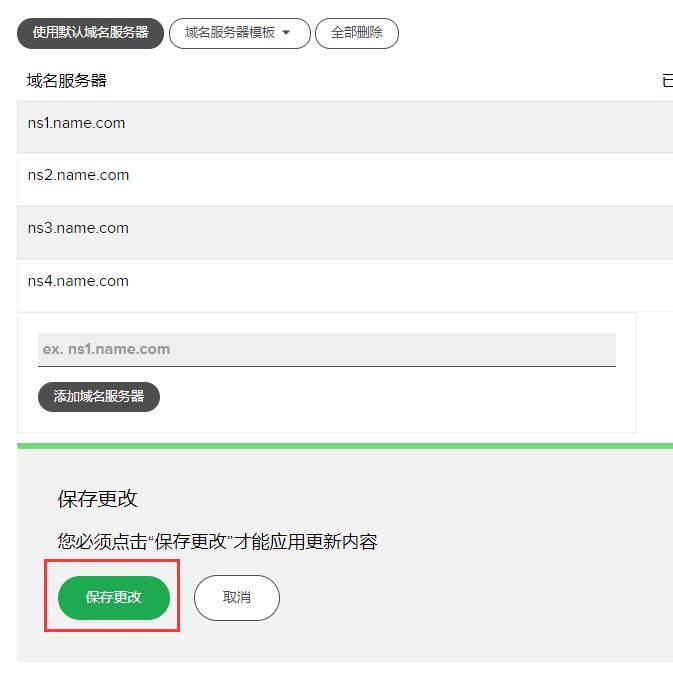 使用默认域名服务器 域名服务器模板 全部删除
域名服务器 已
ns1.name.com
ns2.name.com
ns3.name.com
ns4.name.com
ex. ns1.name.com
添加域名服务器
保存更改
您必须点击“保存更改”才能应用更新内容
保存更改 取消